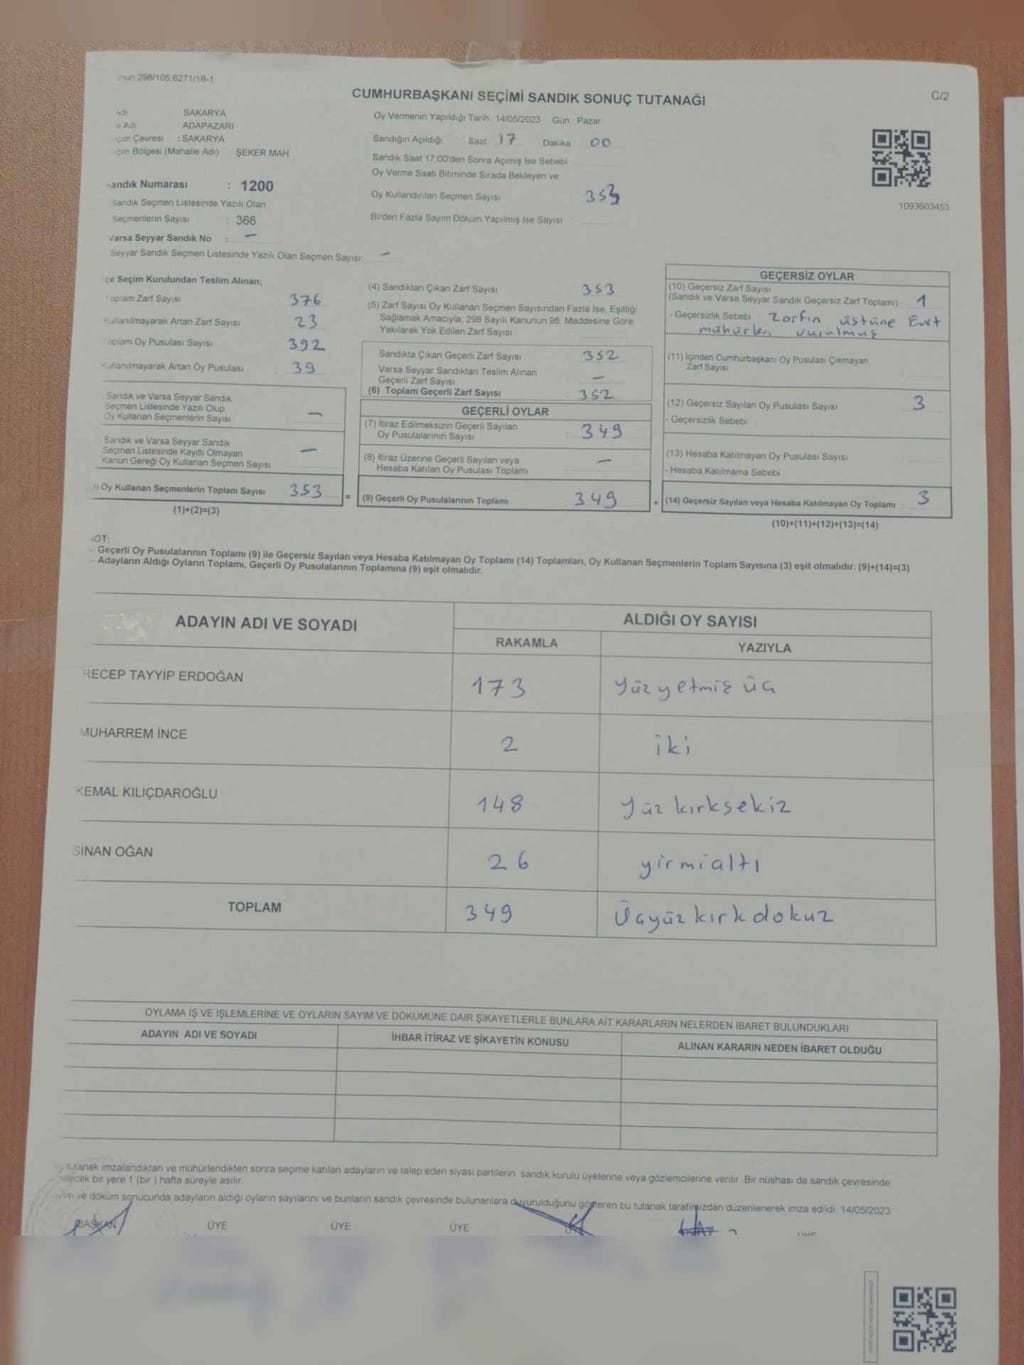 298/105,6271/18-1
C/2
CUMHURBAŞKANI SEÇİMİ SANDIK SONUÇ TUTANAĞI
SAKARYA
Adı ADAPAZARI
Çevresi : SAKARYA
Bölgesi (Mahalle Adı) ŞEKER MAH
Sandık Numarası : 1200
Sandık Seçmen Listesinde Yazılı Olan
Seçmenlerin Sayısı : 366
Varsa Seyyar Sandık No : -
Seyyar Sandık Seçmen Listesinde Yazılı Olan Seçmen Sayısı: -
Oy Vermenin Yapıldığı Tarih: 14/05/2023 Gün : Pazar
Sandığın Açıldığı Saat 17 Dakika 00
Sandık Saat 17:00'den Sonra Açılmış İse Sebebi
Oy Verme Saati Bitiminde Sırada Bekleyen ve
Oy Kullandırılan Seçmen Sayısı 353
Birden Fazla Sayım Döküm Yapılmış İse Sayısı
1093603453
Seçim Kurulundan Teslim Alınan;
Toplam Zarf Sayısı 376
Kullanılmayarak Artan Zarf Sayısı 23
Toplam Oy Pusulası Sayısı 392
Kullanılmayarak Artan Oy Pusulası 39
Sandık ve Varsa Seyyar Sandık
Seçmen Listesinde Yazılı Olup
Oy Kullanan Seçmenlerin Sayısı -
Sandık ve Varsa Seyyar Sandık
Seçmen Listesinde Kayıtlı Olmayan
Kanun Gereği Oy Kullanan Seçmen Sayısı -
Oy Kullanan Seçmenlerin Toplam Sayısı 353 =
(1)+(2)=(3)
(4) Sandıktan Çıkan Zarf Sayısı 353
(5) Zarf Sayısı Oy Kullanan Seçmen Sayısından Fazla İse, Eşitliği
Sağlamak Amacıyla, 298 Sayılı Kanunun 98. Maddesine Göre
Yakılarak Yok Edilen Zarf Sayısı
Sandıkta Çıkan Geçerli Zarf Sayısı 352
Varsa Seyyar Sandıktan Teslim Alınan
Geçerli Zarf Sayısı -
(6) Toplam Geçerli Zarf Sayısı 352
GEÇERLİ OYLAR
(7) İtiraz Edilmeksizin Geçerli Sayılan
Oy Pusulalarının Sayısı 349
(8) İtiraz Üzerine Geçerli Sayılan veya
Hesaba Katılan Oy Pusulası Toplamı -
(9) Geçerli Oy Pusulalarının Toplamı 349 +
GEÇERSİZ OYLAR
(10) Geçersiz Zarf Sayısı
(Sandık ve Varsa Seyyar Sandık Geçersiz Zarf Toplamı) 1
- Geçersizlik Sebebi Zarfın üstüne Evet
mühürleri vurulmuş
(11) İçinden Cumhurbaşkanı Oy Pusulası Çıkmayan
Zarf Sayısı
(12) Geçersiz Sayılan Oy Pusulası Sayısı 3
- Geçersizlik Sebebi
(13) Hesaba Katılmayan Oy Pusulası Sayısı
- Hesaba Katılmama Sebebi
(14) Geçersiz Sayılan veya Hesaba Katılmayan Oy Toplamı 3
(10)+(11)+(12)+(13)=(14)
NOT:
- Geçerli Oy Pusulalarının Toplamı (9) ile Geçersiz Sayılan veya Hesaba Katılmayan Oy Toplamı (14) Toplamları, Oy Kullanan Seçmenlerin Toplam Sayısına (3) eşit olmalıdır. (9)+(14)=(3)
- Adayların Aldığı Oyların Toplamı, Geçerli Oy Pusulalarının Toplamına (9) eşit olmalıdır.
ADAYIN ADI VE SOYADI ALDIĞI OY SAYISI
RAKAMLA YAZIYLA
RECEP TAYYİP ERDOĞAN 173 Yüzyetmiş üç
MUHARREM İNCE 2 iki
KEMAL KILIÇDAROĞLU 148 yüz kırksekiz
SİNAN OĞAN 26 yirmialtı
TOPLAM 349 Üçyüz kırk dokuz
OYLAMA İŞ VE İŞLEMLERİNE VE OYLARIN SAYIM VE DÖKÜMÜNE DAİR ŞİKAYETLERLE BUNLARA AİT KARARLARIN NELERDEN İBARET BULUNDUKLARI
ADAYIN ADI VE SOYADI İHBAR İTİRAZ VE ŞİKAYETİN KONUSU ALINAN KARARIN NEDEN İBARET OLDUĞU
tutanak imzalandıktan ve mühürlendikten sonra seçime katılan adayların ve talep eden siyasi partilerin, sandık kurulu üyelerine veya gözlemcilerine verilir. Bir nüshası da sandık çevresinde
bir yere 1 (bir ) hafta süreyle asılır.
ve döküm sonucunda adayların aldığı oyların sayılarını ve bunların sandık çevresinde bulunanlara duyurulduğunu gösteren bu tutanak tarafımızdan düzenlenerek imza edildi. 14/05/2023
BAŞKAN ÜYE ÜYE ÜYE ÜYE